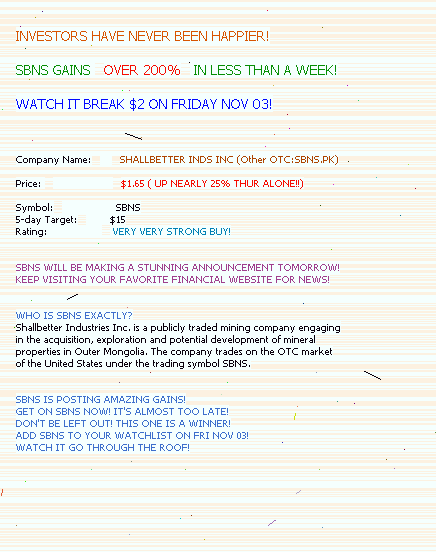 INVESTORS HAVE NEVER BEEN HAPPIER!
SBNS GAINS OVER 200% IN LESS THAN A WEEK!
WATCH IT BREAK $2 ON FRIDAY NOV 03!
Company Name: SHALLBETTER INDS INC (Other OTC:SBNS.PK)
Price: $1.65 ( UP NEARLY 25% THUR ALONE!!)
Symbol: SBNS
5-day Target: $15
Rating: VERY VERY STRONG BUY!
SBNS WILL BE MAKING A STUNNING ANNOUNCEMENT TOMORROW!
KEEP VISITING YOUR FAVORITE FINANCIAL WEBSITE FOR NEWS!
WHO IS SBNS EXACTLY?
Shallbetter Industries Inc. is a publicly traded mining company engaging
in the acquisition, exploration and potential development of mineral
properties in Outer Mongolia. The company trades on the OTC market
of the United States under the trading symbol SBNS.
SBNS IS POSTING AMAZING GAINS!
GET ON SBNS NOW! IT'S ALMOST TOO LATE!
DON'T BE LEFT OUT! THIS ONE IS A WINNER!
ADD SBNS TO YOUR WATCHLIST ON FRI NOV 03!
WATCH IT GO THROUGH THE ROOF!